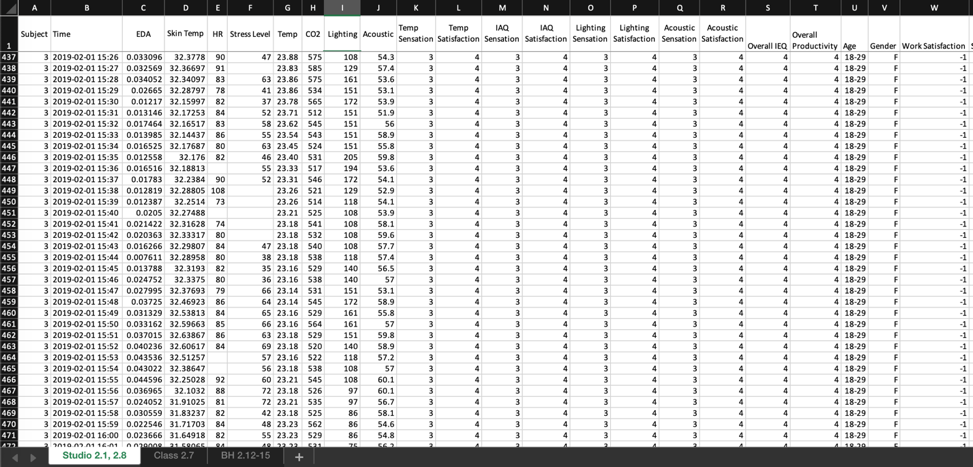 A B C D E F G H I J K L M N O P Q R S T U V W
1 Subject Time EDA Skin Temp HR Stress Level Temp CO2 Lighting Acoustic Temp Sensation Temp Satisfaction IAQ Sensation IAQ Satisfaction Lighting Sensation Lighting Satisfaction Acoustic Sensation Acoustic Satisfaction Overall IEQ Overall Productivity Age Gender Work Satisfaction
437 3 2019-02-01 15:26 0.033096 32.3778 90 47 23.88 575 108 54.3 3 4 3 4 3 4 3 4 4 4 18-29 F -1
438 3 2019-02-01 15:27 0.032569 32.36697 91 23.83 585 129 57.4 3 4 3 4 3 4 3 4 4 4 18-29 F -1
439 3 2019-02-01 15:28 0.034052 32.34097 83 63 23.86 575 161 53.6 3 4 3 4 3 4 3 4 4 4 18-29 F -1
440 3 2019-02-01 15:29 0.02665 32.28797 78 41 23.86 534 151 53.1 3 4 3 4 3 4 3 4 4 4 18-29 F -1
441 3 2019-02-01 15:30 0.01217 32.15997 82 37 23.78 565 172 53.9 3 4 3 4 3 4 3 4 4 4 18-29 F -1
442 3 2019-02-01 15:31 0.013146 32.17253 84 52 23.71 512 151 51.9 3 4 3 4 3 4 3 4 4 4 18-29 F -1
443 3 2019-02-01 15:32 0.017464 32.16517 83 58 23.62 545 151 56 3 4 3 4 3 4 3 4 4 4 18-29 F -1
444 3 2019-02-01 15:33 0.013985 32.14437 86 55 23.54 543 151 58.9 3 4 3 4 3 4 3 4 4 4 18-29 F -1
445 3 2019-02-01 15:34 0.016525 32.17687 80 63 23.45 524 151 55.8 3 4 3 4 3 4 3 4 4 4 18-29 F -1
446 3 2019-02-01 15:35 0.012558 32.176 82 46 23.40 531 205 59.8 3 4 3 4 3 4 3 4 4 4 18-29 F -1
447 3 2019-02-01 15:36 0.016516 32.18813 55 23.33 517 194 53.6 3 4 3 4 3 4 3 4 4 4 18-29 F -1
448 3 2019-02-01 15:37 0.01783 32.2384 90 52 23.31 546 172 54.1 3 4 3 4 3 4 3 4 4 4 18-29 F -1
449 3 2019-02-01 15:38 0.012819 32.28805 108 23.26 521 129 52.9 3 4 3 4 3 4 3 4 4 4 18-29 F -1
450 3 2019-02-01 15:39 0.012387 32.2514 73 23.26 514 118 54.1 3 4 3 4 3 4 3 4 4 4 18-29 F -1
451 3 2019-02-01 15:40 0.0205 32.27488 23.21 525 108 53.9 3 4 3 4 3 4 3 4 4 4 18-29 F -1
452 3 2019-02-01 15:41 0.021422 32.31628 74 23.18 541 108 58.1 3 4 3 4 3 4 3 4 4 4 18-29 F -1
453 3 2019-02-01 15:42 0.020363 32.33317 80 23.18 532 108 59.6 3 4 3 4 3 4 3 4 4 4 18-29 F -1
454 3 2019-02-01 15:43 0.016266 32.29807 84 47 23.18 540 108 57.7 3 4 3 4 3 4 3 4 4 4 18-29 F -1
455 3 2019-02-01 15:44 0.007611 32.28958 80 38 23.18 538 118 57.4 3 4 3 4 3 4 3 4 4 4 18-29 F -1
456 3 2019-02-01 15:45 0.013788 32.3193 82 35 23.16 529 140 56.5 3 4 3 4 3 4 3 4 4 4 18-29 F -1
457 3 2019-02-01 15:46 0.024752 32.3375 80 36 23.16 538 140 57 3 4 3 4 3 4 3 4 4 4 18-29 F -1
458 3 2019-02-01 15:47 0.027995 32.37693 79 66 23.14 531 151 53.1 3 4 3 4 3 4 3 4 4 4 18-29 F -1
459 3 2019-02-01 15:48 0.03725 32.46923 86 64 23.14 545 172 58.9 3 4 3 4 3 4 3 4 4 4 18-29 F -1
460 3 2019-02-01 15:49 0.031329 32.53813 84 65 23.16 529 161 55.8 3 4 3 4 3 4 3 4 4 4 18-29 F -1
461 3 2019-02-01 15:50 0.033162 32.59663 85 66 23.16 564 161 57 3 4 3 4 3 4 3 4 4 4 18-29 F -1
462 3 2019-02-01 15:51 0.037015 32.63867 86 63 23.18 529 151 59.8 3 4 3 4 3 4 3 4 4 4 18-29 F -1
463 3 2019-02-01 15:52 0.040236 32.60617 84 69 23.18 520 140 58.9 3 4 3 4 3 4 3 4 4 4 18-29 F -1
464 3 2019-02-01 15:53 0.043536 32.51257 57 23.16 522 118 57.2 3 4 3 4 3 4 3 4 4 4 18-29 F -1
465 3 2019-02-01 15:54 0.043022 32.38647 56 23.18 538 108 57 3 4 3 4 3 4 3 4 4 4 18-29 F -1
466 3 2019-02-01 15:55 0.044596 32.25028 92 60 23.21 545 108 60.1 3 4 3 4 3 4 3 4 4 4 18-29 F -1
467 3 2019-02-01 15:56 0.036965 32.1032 88 72 23.18 526 97 60.1 3 4 3 4 3 4 3 4 4 4 18-29 F -1
468 3 2019-02-01 15:57 0.024052 31.91025 81 72 23.21 535 97 56.7 3 4 3 4 3 4 3 4 4 4 18-29 F -1
469 3 2019-02-01 15:58 0.030559 31.83237 82 42 23.18 525 86 58.1 3 4 3 4 3 4 3 4 4 4 18-29 F -1
470 3 2019-02-01 15:59 0.022546 31.71703 84 48 23.23 562 86 54.6 3 4 3 4 3 4 3 4 4 4 18-29 F -1
471 3 2019-02-01 16:00 0.023666 31.64918 82 55 23.23 529 86 54.8 3 4 3 4 3 4 3 4 4 4 18-29 F -1
Studio 2.1, 2.8 Class 2.7 BH 2.12-15 +